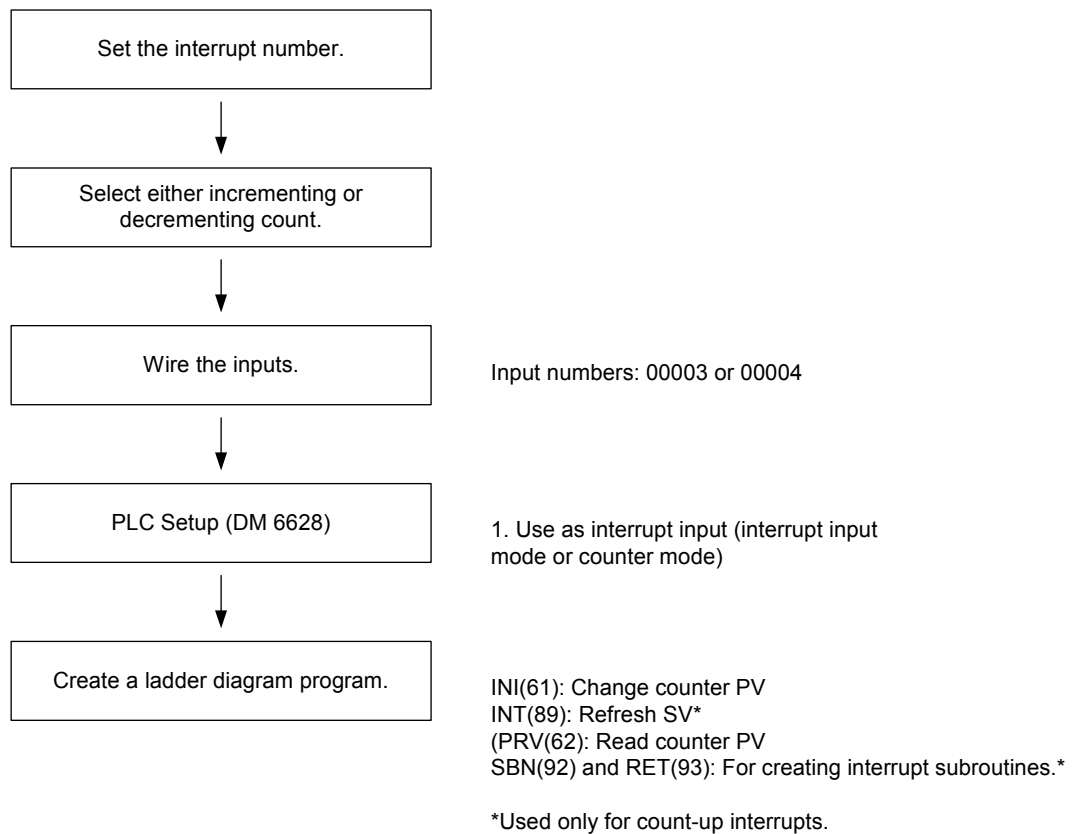 Set the interrupt number.
Select either incrementing or
decrementing count.
Wire the inputs.
Input numbers: 00003 or 00004
PLC Setup (DM 6628)
1. Use as interrupt input (interrupt input
mode or counter mode)
Create a ladder diagram program.
INI(61): Change counter PV
INT(89): Refresh SV*
(PRV(62): Read counter PV
SBN(92) and RET(93): For creating interrupt subroutines.*
*Used only for count-up interrupts.